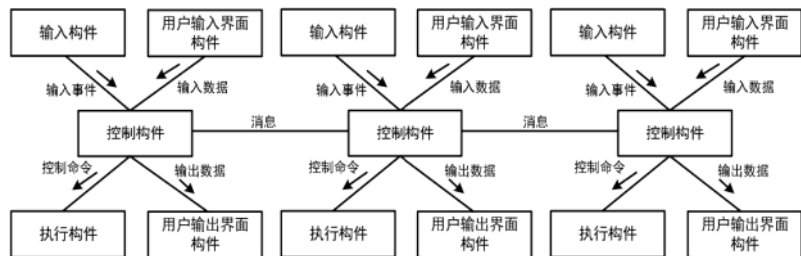 输入构件
用户输入界面
构件
输入构件
用户输入界面
构件
输入构件
用户输入界面
构件
输入事件
输入数据
输入事件
输入数据
输入事件
输入数据
控制构件
消息
控制构件
消息
控制构件
控制命令
输出数据
控制命令
输出数据
控制命令
输出数据
执行构件
用户输出界面
构件
执行构件
用户输出界面
构件
执行构件
用户输出界面
构件